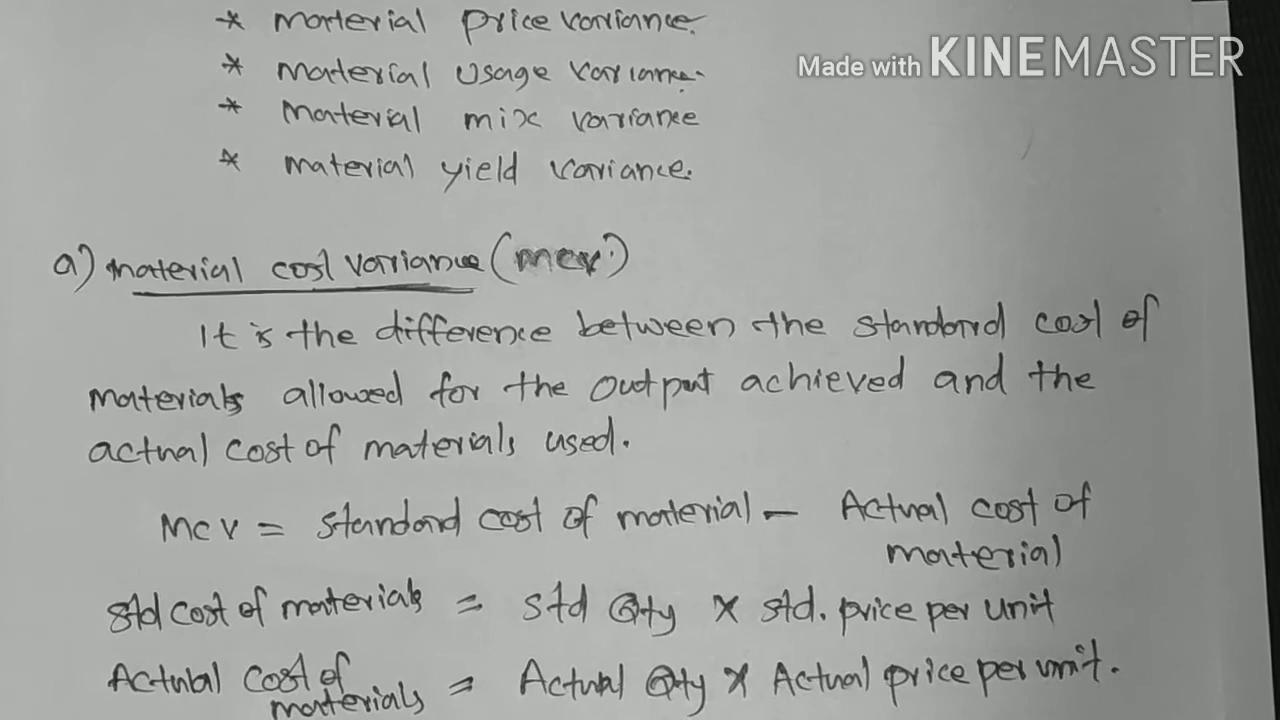 * material price variance.
Made with KINEMASTER
* material usage variance.
* material mix variance
* material yield variance.
a) material cost variance (mcv)
It is the difference between the standard cost of
materials allowed for the output achieved and the
actual cost of materials used.
Mcv = standard cost of material - Actual cost of
material
Std cost of materials = std Qty x std. price per unit
Actual cost of
materials = Actual Qty x Actual price per unit.